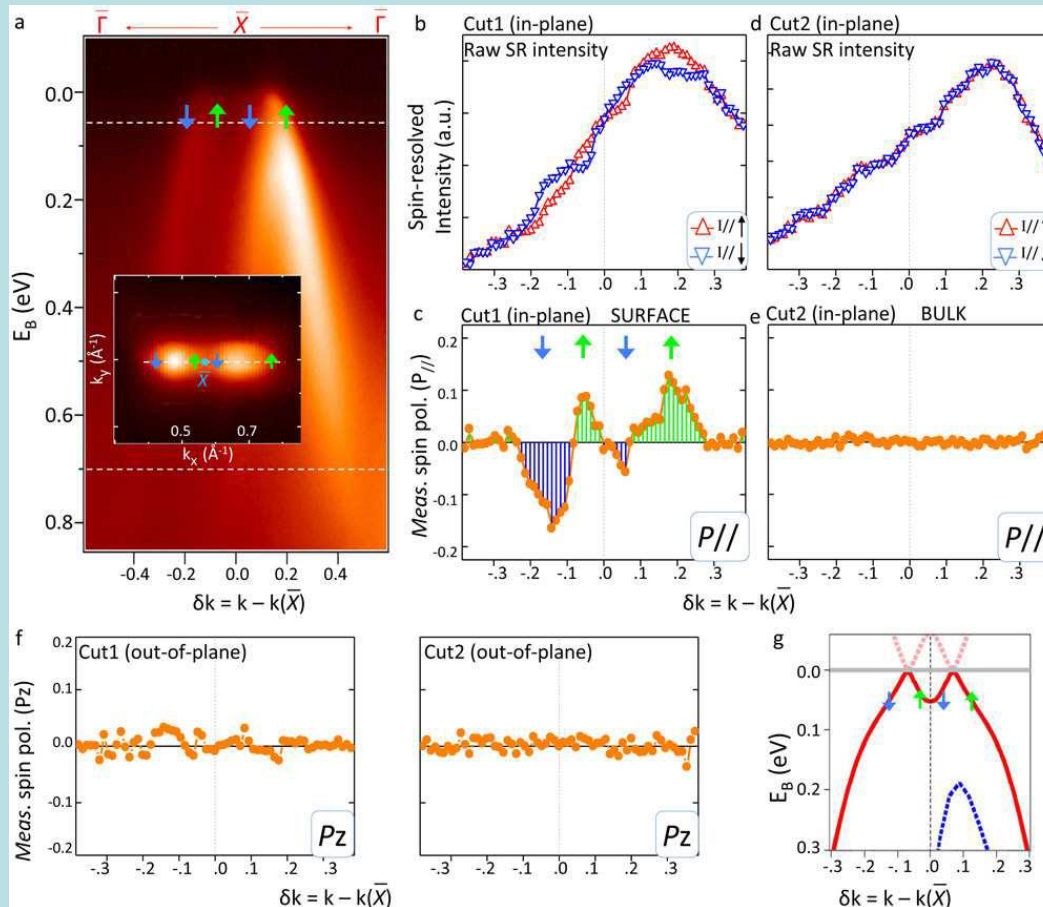 a
Γ̅ ← X̅ → Γ̅
0.0
0.2
0.4
0.6
0.8
E_B (eV)
k_y (Å⁻¹)
X̅
0.5 0.7
k_x (Å⁻¹)
-0.4 -0.2 0.0 0.2 0.4
δk = k – k(X̅)
b Cut1 (in-plane)
Raw SR intensity
Spin-resolved
Intensity (a.u.)
I// ↑
I// ↓
-.3 -.2 -.1 .0 .1 .2 .3
d Cut2 (in-plane)
Raw SR intensity
I//
I//
-.3 -.2 -.1 .0 .1 .2 .3
c Cut1 (in-plane) SURFACE
Meas. spin pol. (P//)
0.2
0.1
0.0
-0.1
-0.2
P//
-.3 -.2 -.1 .0 .1 .2 .3
e Cut2 (in-plane) BULK
P//
-.3 -.2 -.1 .0 .1 .2 .3
δk = k – k(X̅)
f
Cut1 (out-of-plane)
Meas. spin pol. (Pz)
0.2
0.1
0.0
-0.1
-0.2
Pz
-.3 -.2 -.1 .0 .1 .2 .3
δk = k – k(X̅)
Cut2 (out-of-plane)
Pz
-.3 -.2 -.1 .0 .1 .2 .3
δk = k – k(X̅)
g
0.0
0.1
0.2
0.3
E_B (eV)
-.3 -.2 -.1 .0 .1 .2 .3
δk = k – k(X̅)